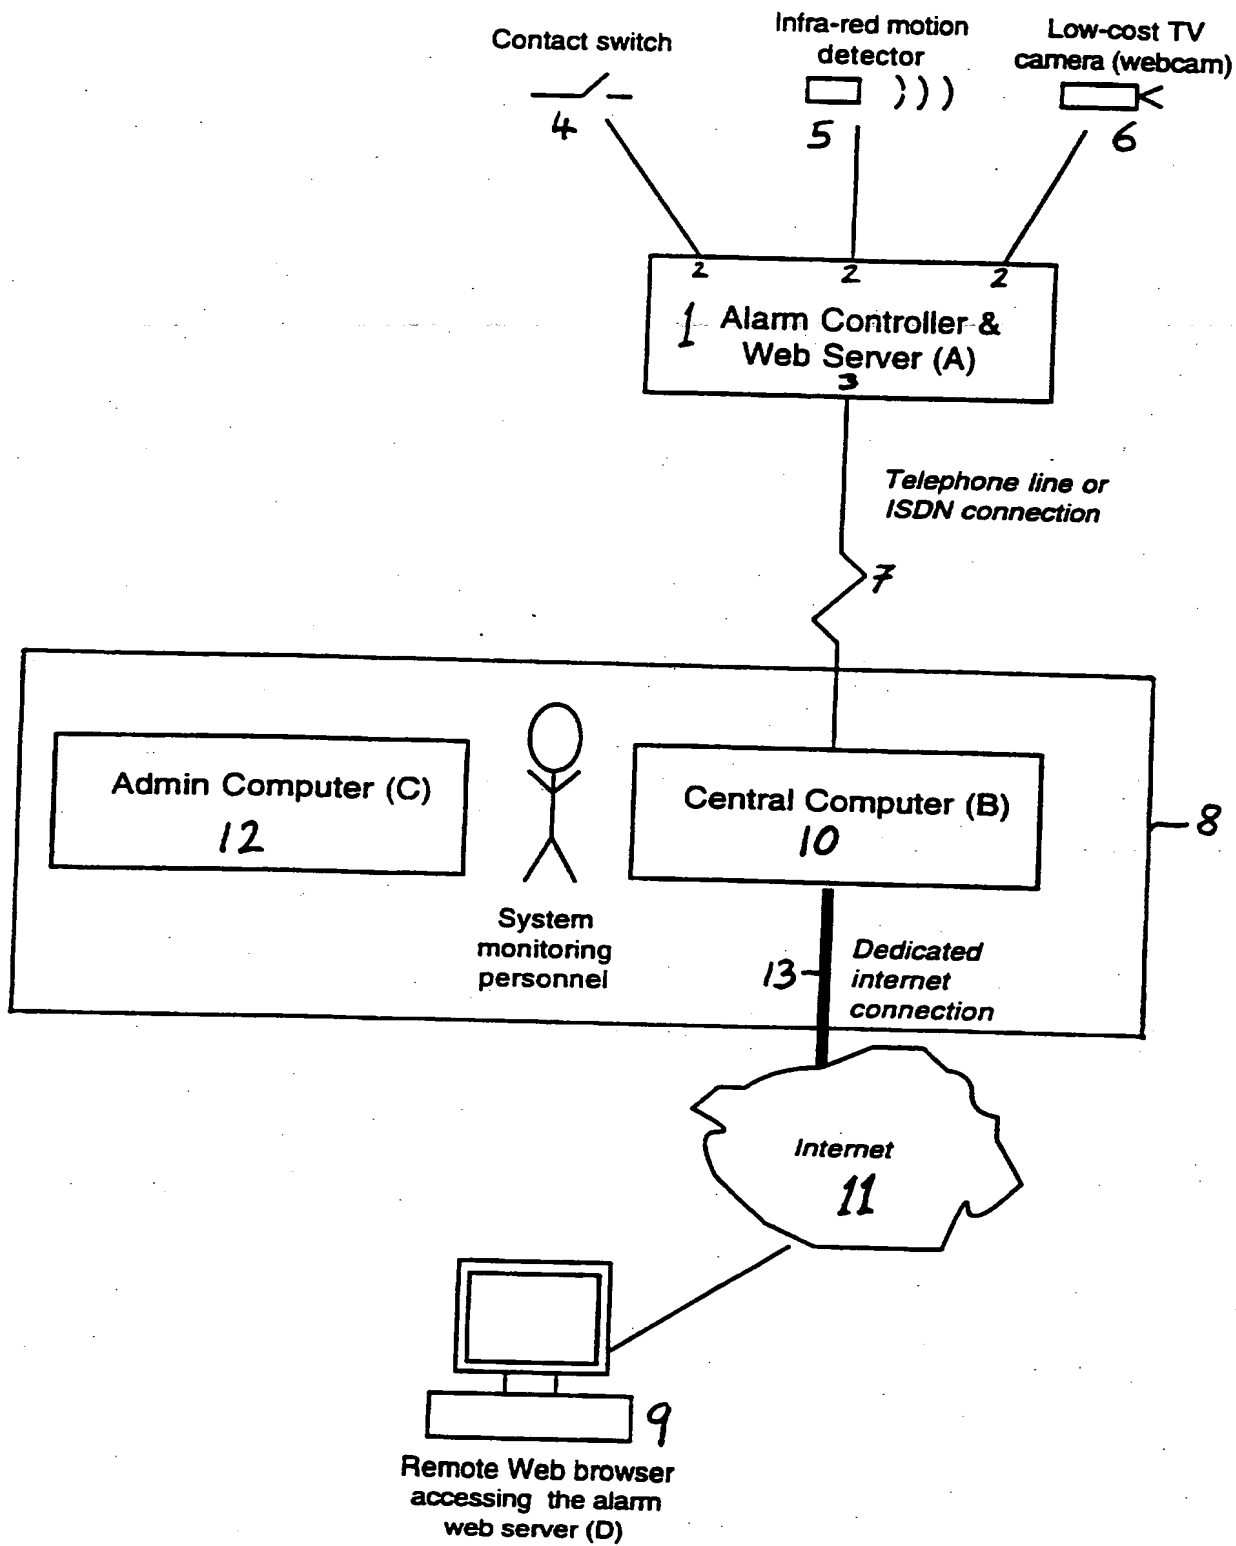 Contact switch
4
Infra-red motion
detector
5
Low-cost TV
camera (webcam)
6
2
2
2
1
Alarm Controller &
Web Server (A)
3
Telephone line or
ISDN connection
7
8
Admin Computer (C)
12
System
monitoring
personnel
Central Computer (B)
10
13
Dedicated
internet
connection
Internet
11
9
Remote Web browser
accessing the alarm
web server (D)